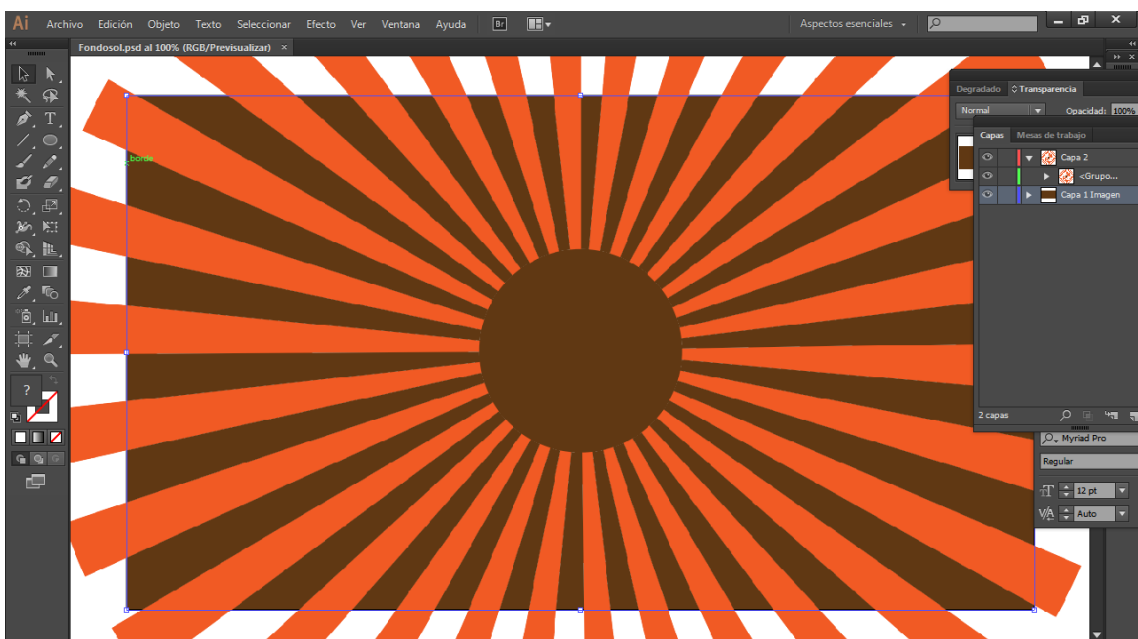 Ai Archivo Edición Objeto Texto Seleccionar Efecto Ver Ventana Ayuda Br Aspectos esenciales
Fondosol.psd al 100% (RGB/Previsualizar) ×
Degradado Transparencia
Normal Opacidad: 100%
Capas Mesas de trabajo
Capa 2
<Grupo...
Capa 1 Imagen
borde
2 capas
Myriad Pro
Regular
12 pt
Auto